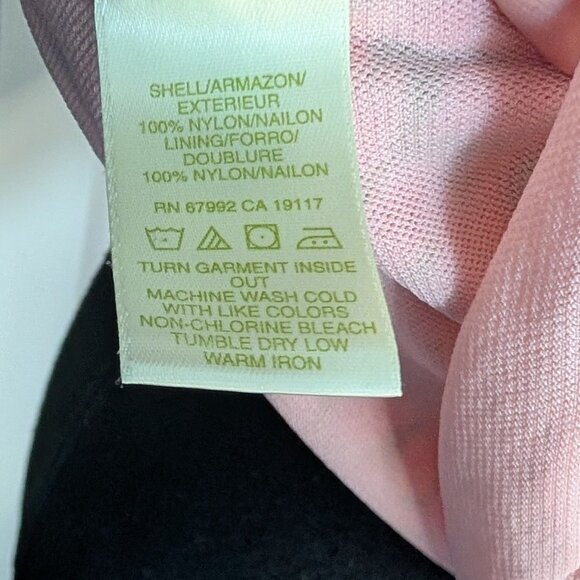 SHELL/ARMAZON/
EXTERIEUR
100% NYLON/NAILON
LINING/FORRO/
DOUBLURE
100% NYLON/NAILON
RN 67992 CA 19117
TURN GARMENT INSIDE
OUT
MACHINE WASH COLD
WITH LIKE COLORS
NON-CHLORINE BLEACH
TUMBLE DRY LOW
WARM IRON